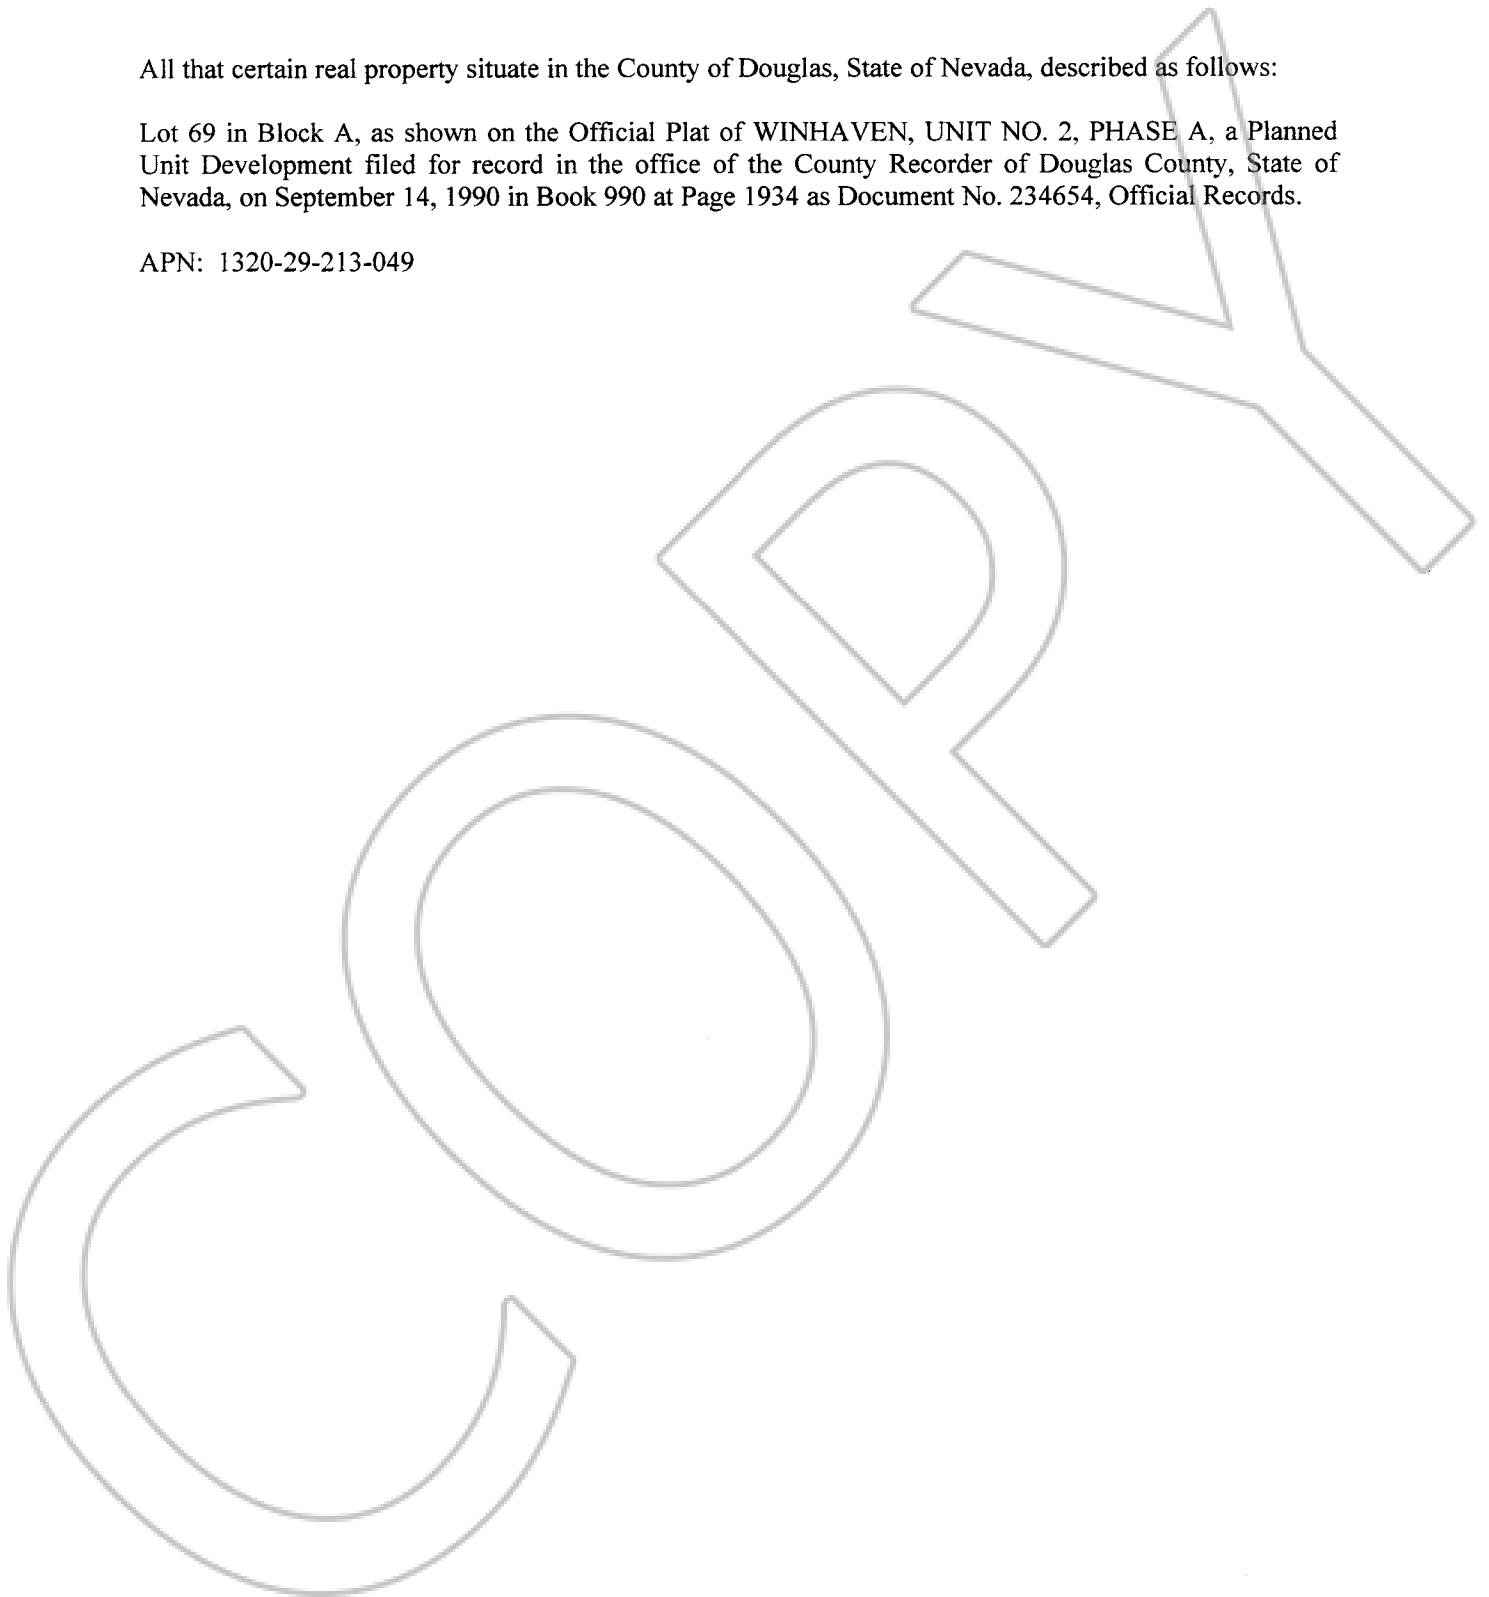 All that certain real property situate in the County of Douglas, State of Nevada, described as follows:
Lot 69 in Block A, as shown on the Official Plat of WINHAVEN, UNIT NO. 2, PHASE A, a Planned
Unit Development filed for record in the office of the County Recorder of Douglas County, State of
Nevada, on September 14, 1990 in Book 990 at Page 1934 as Document No. 234654, Official Records.
APN: 1320-29-213-049
COPY